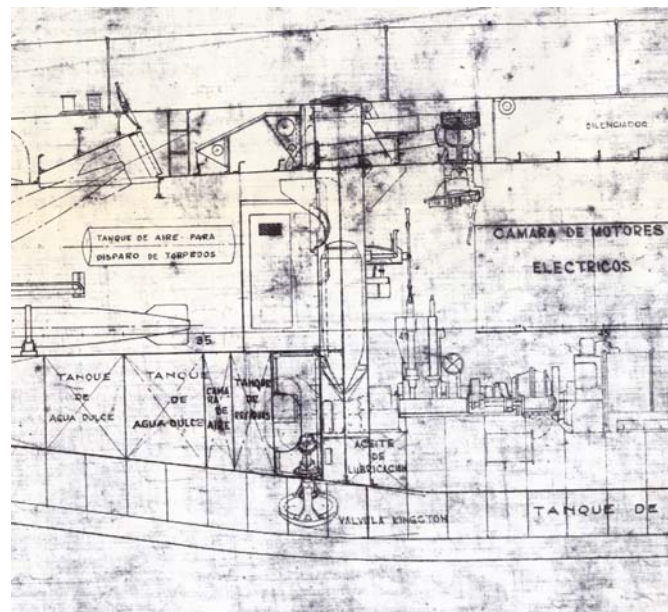 SILENCIADOR
TANQUE DE AIRE PARA
DISPARO DE TORPEDOS
CAMARA DE MOTORES
ELECTRICOS
35
TANQUE
DE
AGUA DULCE
TANQUE
DE
AGUA DULCE
CAMA
RA
DE
AIRE
TANQUE
DE
ACEITE
DE
LUBRICACION
VALVULA KINGSTON
TANQUE DE